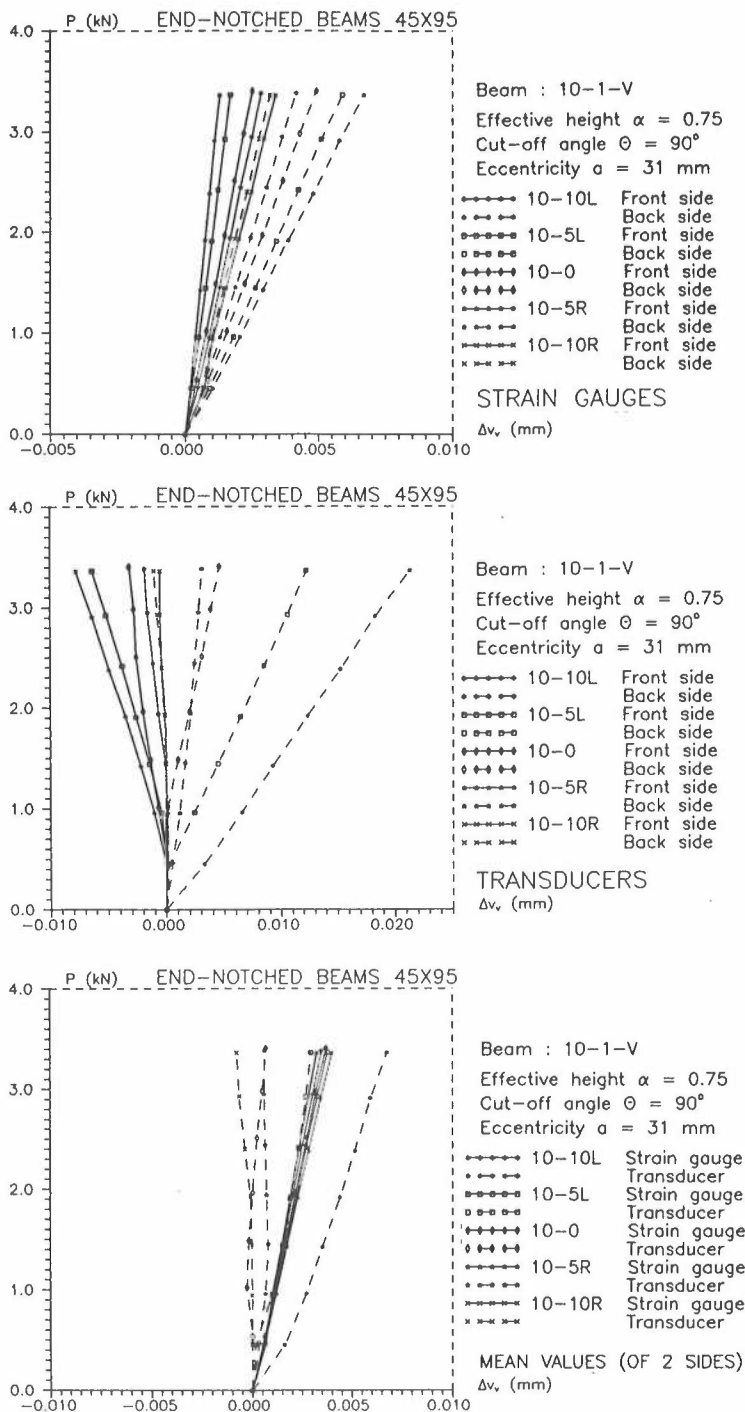 P (kN) END-NOTCHED BEAMS 45X95
4.0
3.0
2.0
1.0
0.0
-0.005 0.000 0.005 0.010
Beam : 10-1-V
Effective height α = 0.75
Cut-off angle Θ = 90°
Eccentricity a = 31 mm
10-10L Front side
Back side
10-5L Front side
Back side
10-0 Front side
Back side
10-5R Front side
Back side
10-10R Front side
Back side
STRAIN GAUGES
Δvᵥ (mm)
P (kN) END-NOTCHED BEAMS 45X95
4.0
3.0
2.0
1.0
0.0
-0.010 0.000 0.010 0.020
Beam : 10-1-V
Effective height α = 0.75
Cut-off angle Θ = 90°
Eccentricity a = 31 mm
10-10L Front side
Back side
10-5L Front side
Back side
10-0 Front side
Back side
10-5R Front side
Back side
10-10R Front side
Back side
TRANSDUCERS
Δvᵥ (mm)
P (kN) END-NOTCHED BEAMS 45X95
4.0
3.0
2.0
1.0
0.0
-0.010 -0.005 0.000 0.005 0.010
Beam : 10-1-V
Effective height α = 0.75
Cut-off angle Θ = 90°
Eccentricity a = 31 mm
10-10L Strain gauge
Transducer
10-5L Strain gauge
Transducer
10-0 Strain gauge
Transducer
10-5R Strain gauge
Transducer
10-10R Strain gauge
Transducer
MEAN VALUES (OF 2 SIDES)
Δvᵥ (mm)